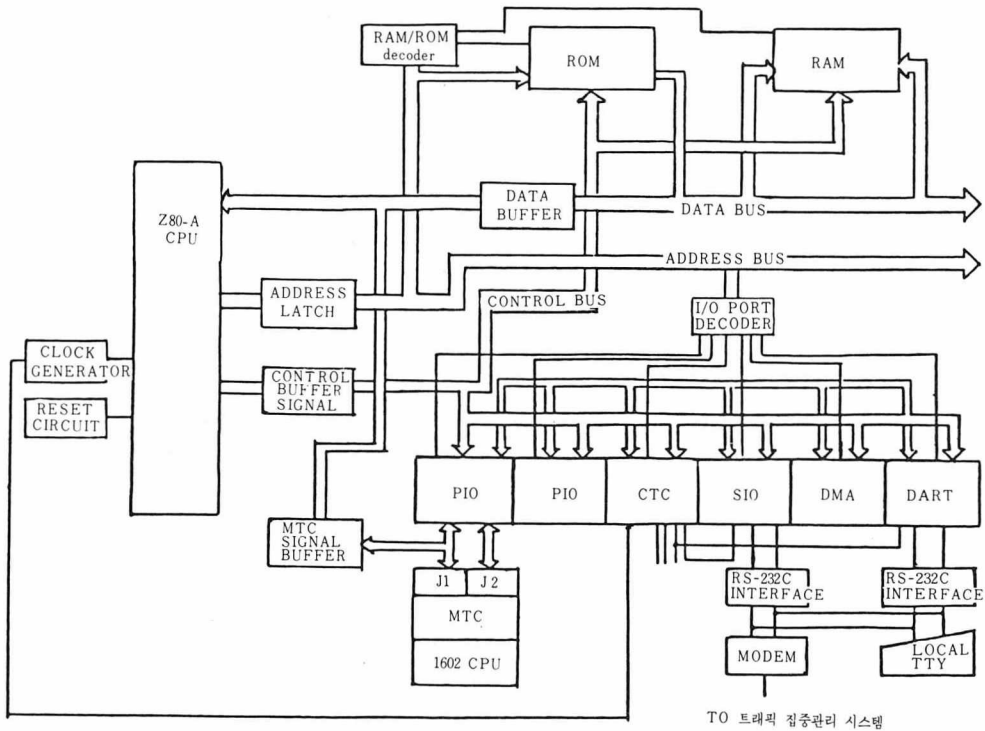 RAM/ROM
decoder
ROM
RAM
Z80-A
CPU
DATA
BUFFER
DATA BUS
ADDRESS BUS
ADDRESS
LATCH
CONTROL BUS
I/O PORT
DECODER
CLOCK
GENERATOR
CONTROL
BUFFER
SIGNAL
RESET
CIRCUIT
PIO
PIO
CTC
SIO
DMA
DART
MTC
SIGNAL
BUFFER
J1
J2
MTC
1602 CPU
RS-232C
INTERFACE
RS-232C
INTERFACE
MODEM
LOCAL
TTY
TO 트래픽 집중관리 시스템